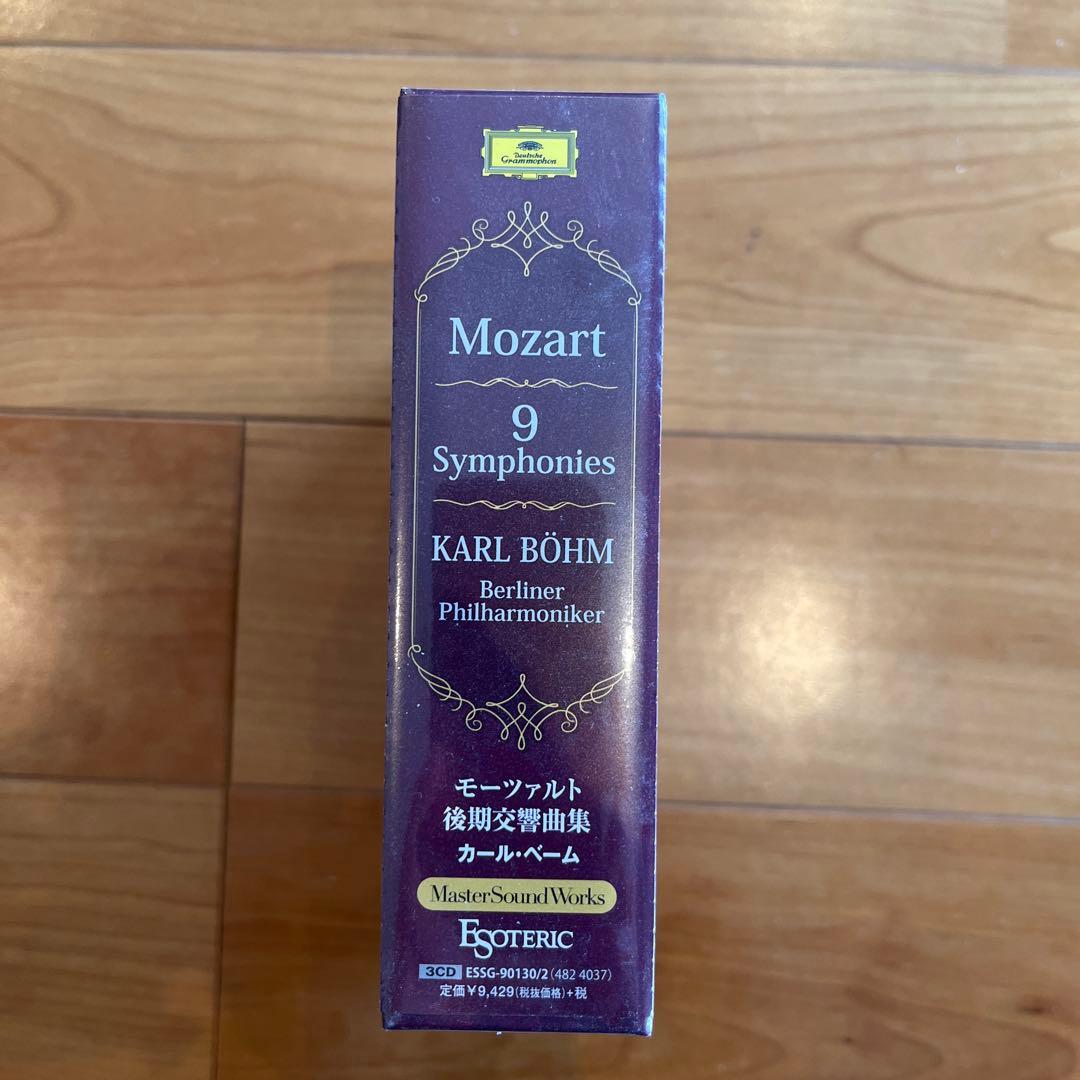 Deutsche
Grammophon
Mozart
9
Symphonies
KARL BÖHM
Berliner
Philharmoniker
モーツァルト
後期交響曲集
カール・ベーム
MasterSoundWorks
ESOTERIC
3CD ESSG-90130/2 (482 4037)
定価￥9,429(税抜価格)+税